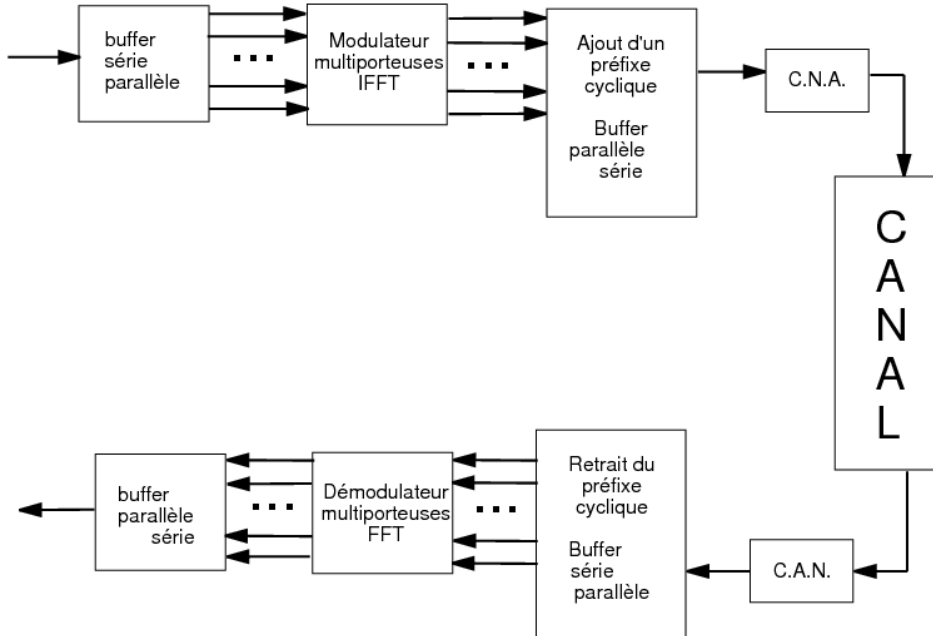 buffer
série
parallèle
Modulateur
multiporteuses
IFFT
Ajout d'un
préfixe
cyclique
Buffer
parallèle
série
C.N.A.
C
A
N
A
L
buffer
parallèle
série
Démodulateur
multiporteuses
FFT
Retrait du
préfixe
cyclique
Buffer
série
parallèle
C.A.N.